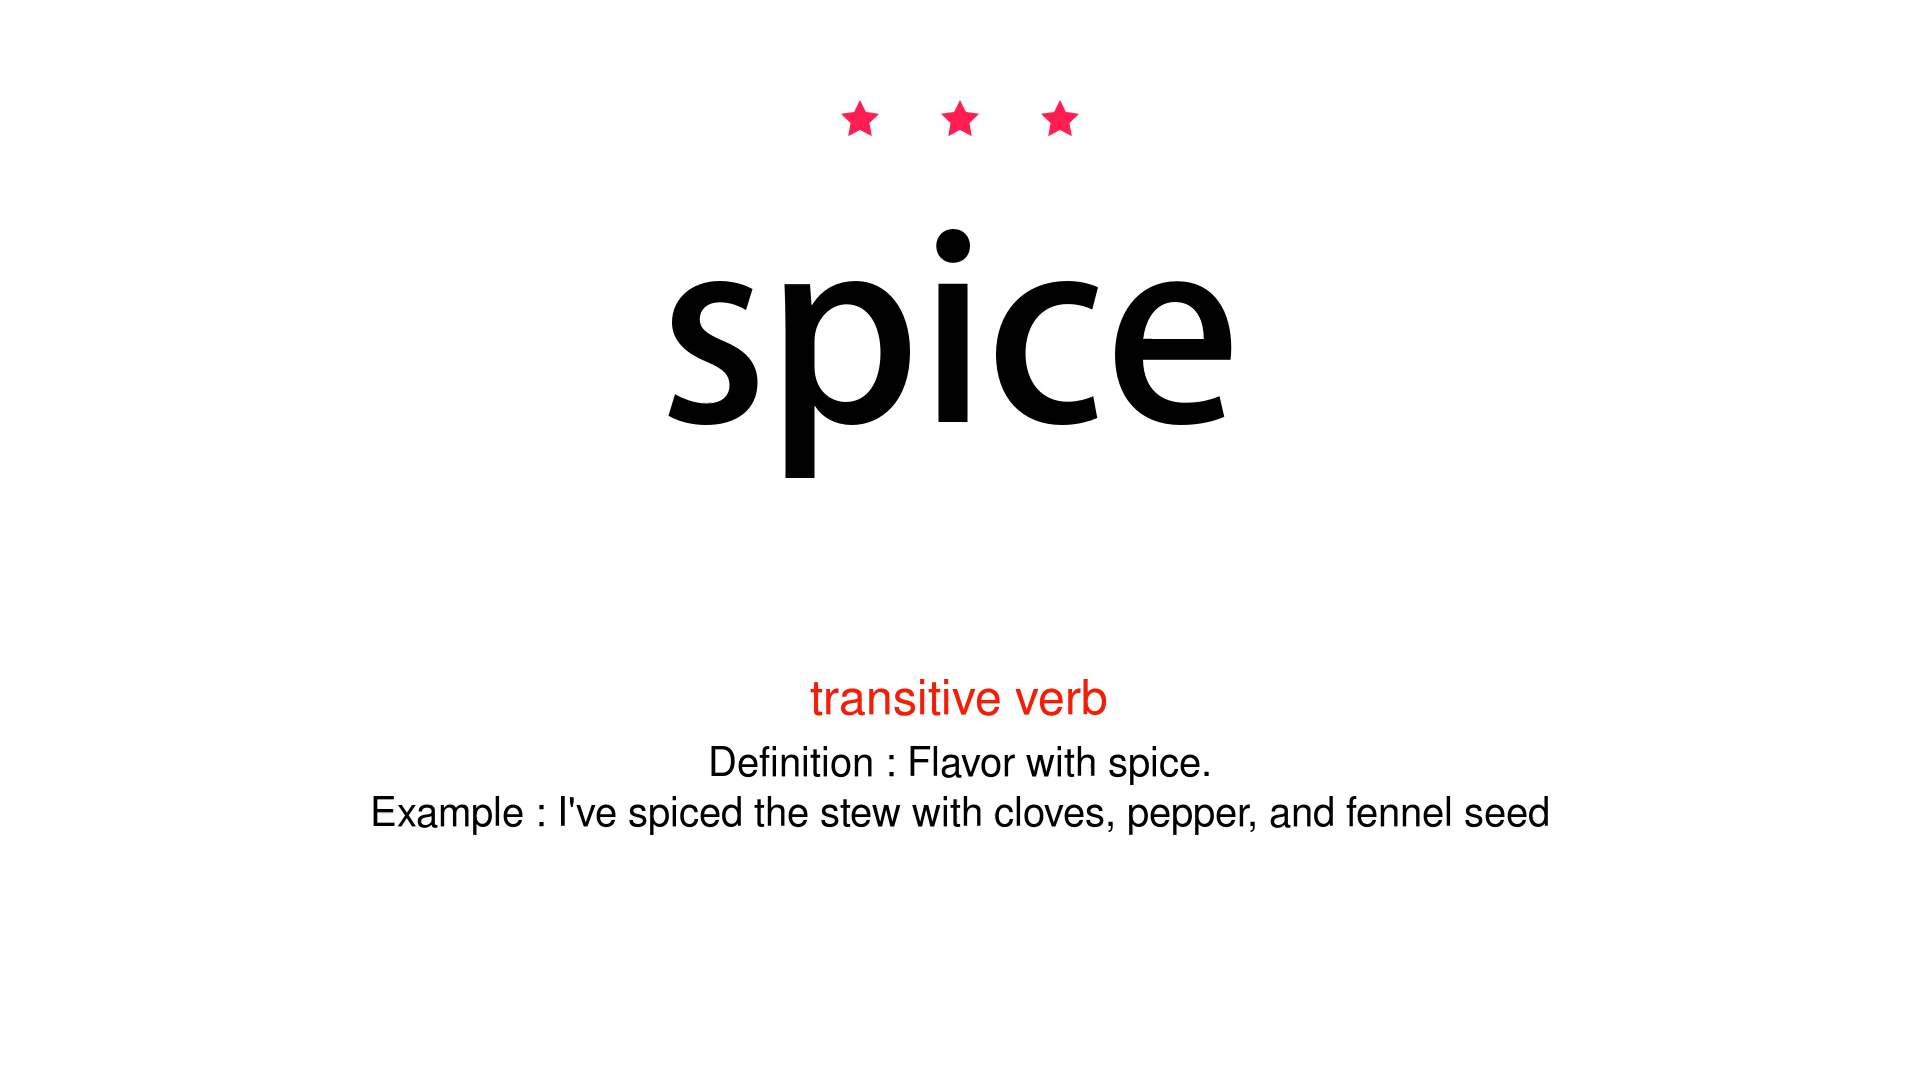 spice
transitive verb
Definition : Flavor with spice.
Example : I've spiced the stew with cloves, pepper, and fennel seed